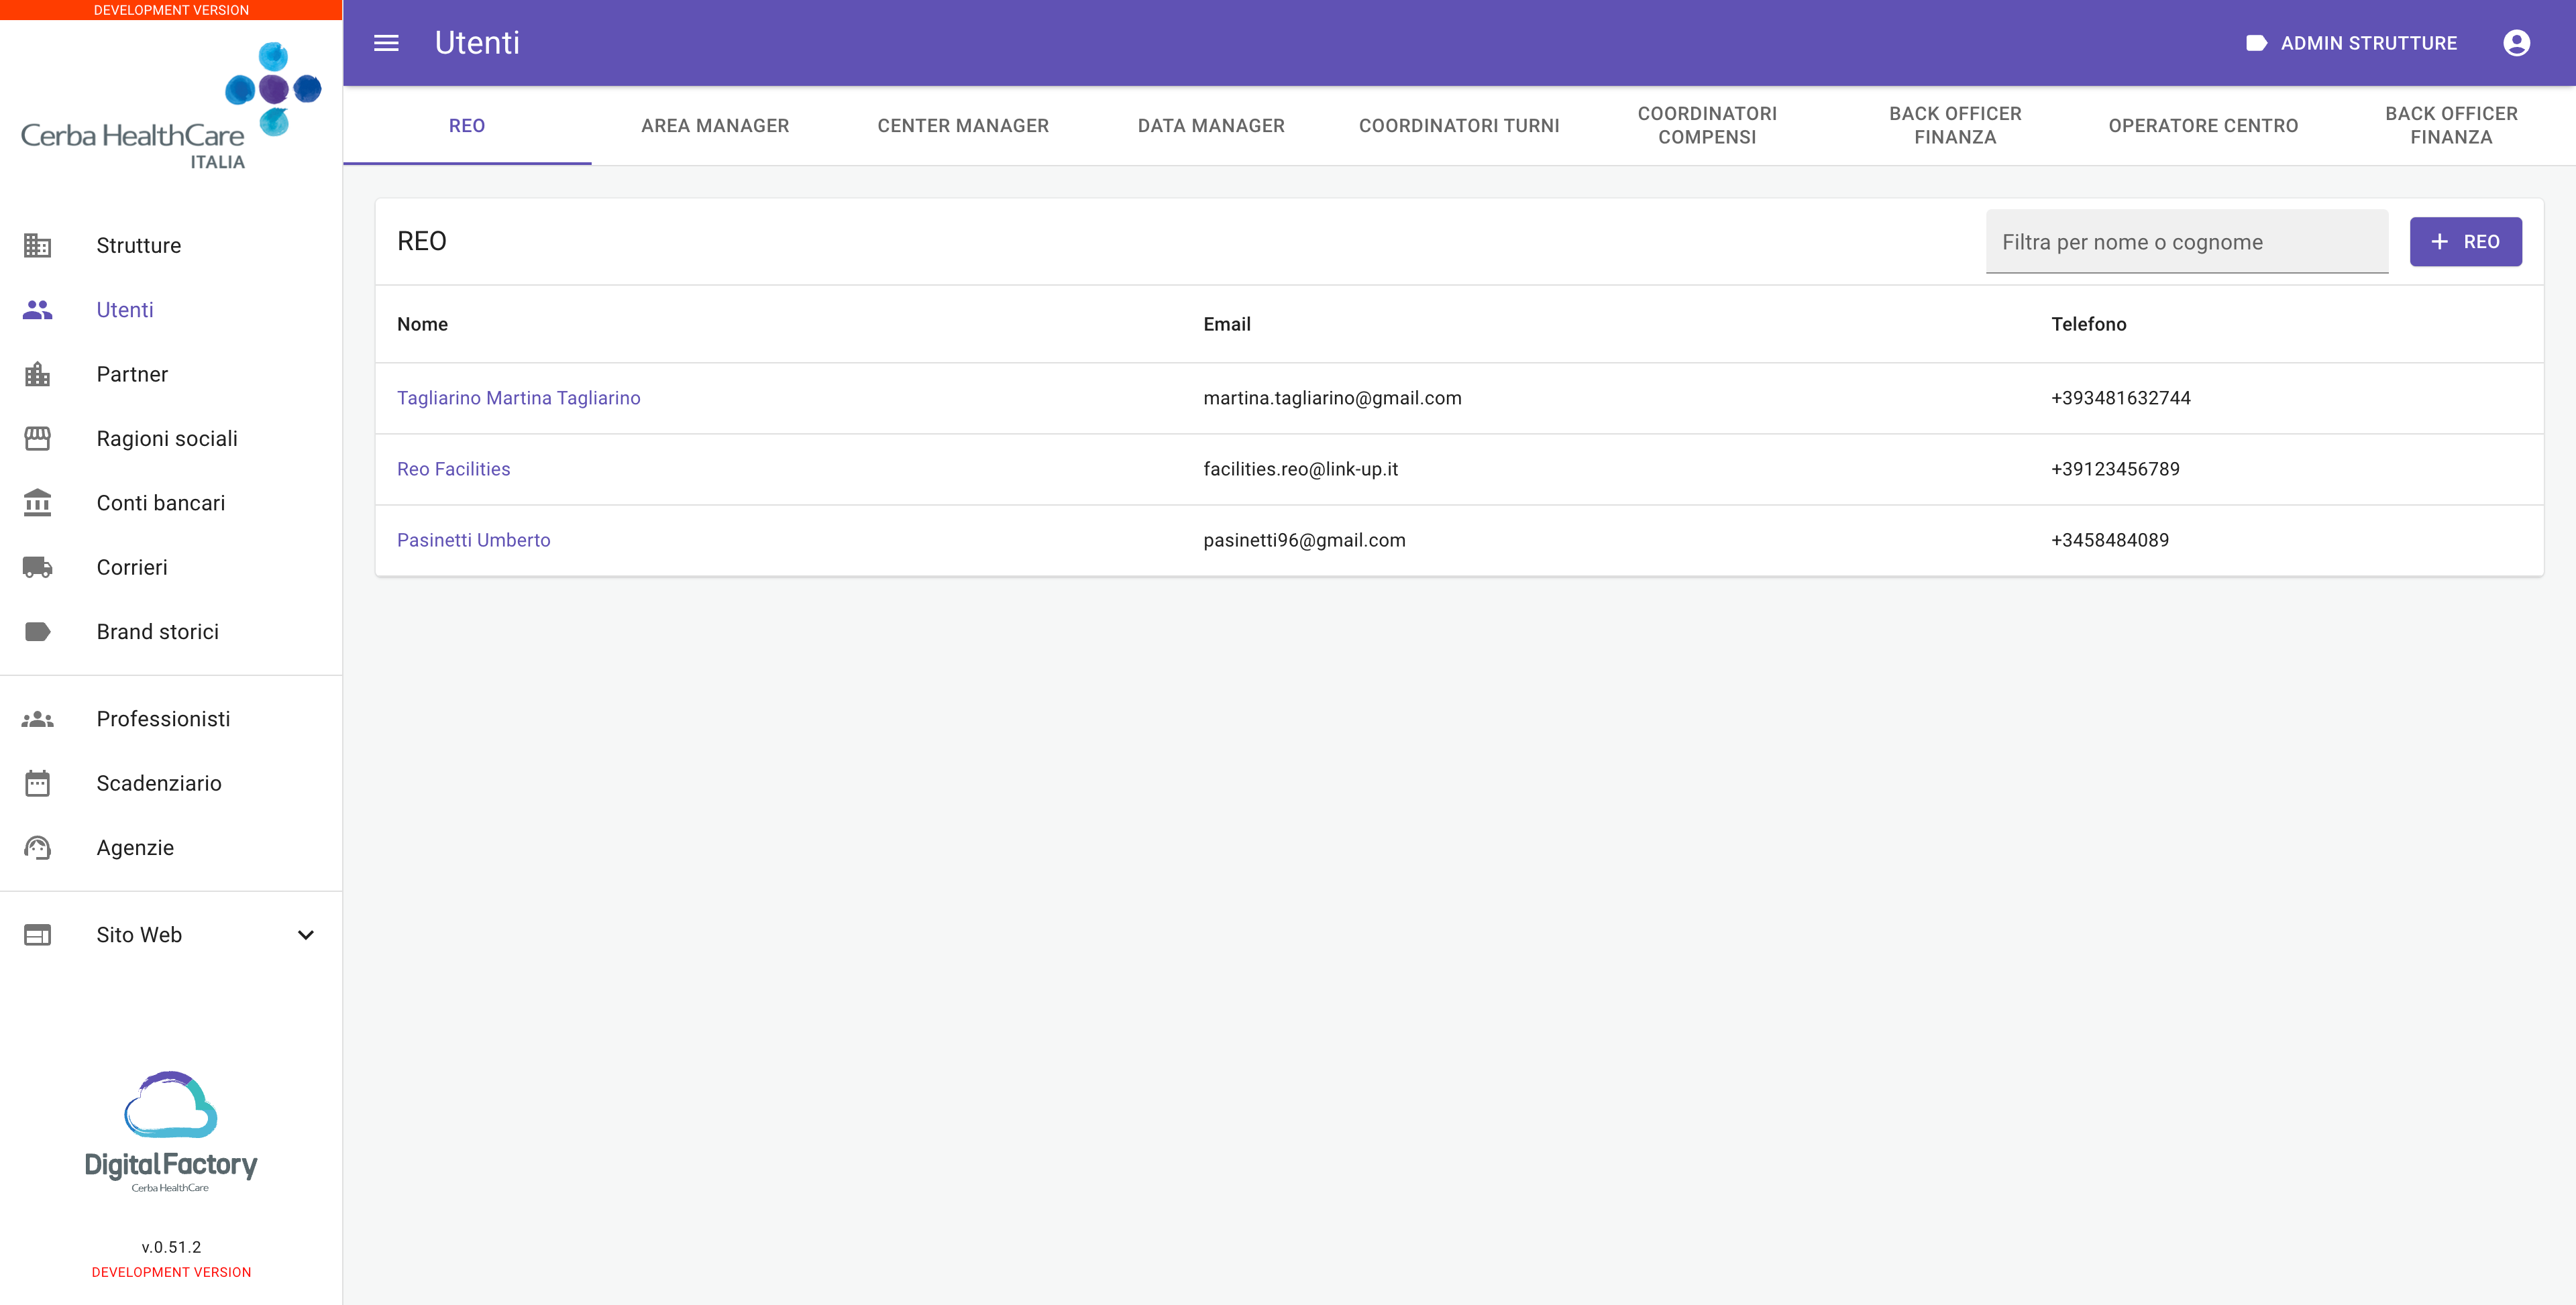 DEVELOPMENT VERSION
Cerba HealthCare
ITALIA
Strutture
Utenti
Partner
Ragioni sociali
Conti bancari
Corrieri
Brand storici
Professionisti
Scadenziario
Agenzie
Sito Web
DigitalFactory
Cerba HealthCare
v.0.51.2
DEVELOPMENT VERSION
Utenti
ADMIN STRUTTURE
REO
AREA MANAGER
CENTER MANAGER
DATA MANAGER
COORDINATORI TURNI
COORDINATORI
COMPENSI
BACK OFFICER
FINANZA
OPERATORE CENTRO
BACK OFFICER
FINANZA
REO
Filtra per nome o cognome
REO
Nome Email Telefono
Tagliarino Martina Tagliarino martina.tagliarino@gmail.com +393481632744
Reo Facilities facilities.reo@link-up.it +39123456789
Pasinetti Umberto pasinetti96@gmail.com +3458484089